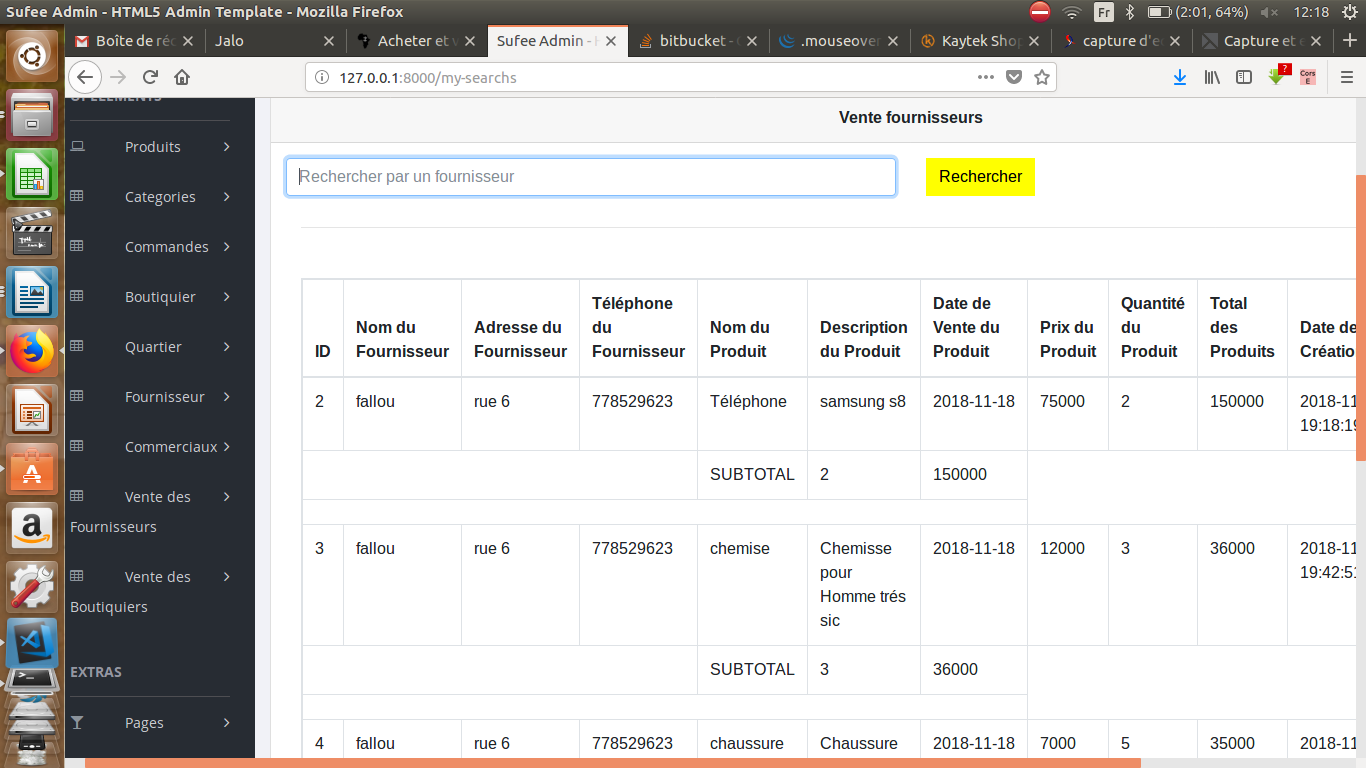 Sufee Admin - HTML5 Admin Template - Mozilla Firefox
Fr
(2:01, 64%)
12:18
Boîte de réc
Jalo
Acheter et v
Sufee Admin - H
bitbucket - C
.mouseover
Kaytek Shop
capture d'e
Capture et e
127.0.0.1:8000/my-searchs
?
Cors
E
Produits
Categories
Commandes
Boutiquier
Quartier
Fournisseur
Commerciaux
Vente des
Fournisseurs
Vente des
Boutiquiers
EXTRAS
Pages
Vente fournisseurs
Rechercher par un fournisseur
Rechercher
ID
Nom du Fournisseur
Adresse du Fournisseur
Téléphone du Fournisseur
Nom du Produit
Description du Produit
Date de Vente du Produit
Prix du Produit
Quantité du Produit
Total des Produits
Date de Créatio
2 fallou rue 6 778529623 Téléphone samsung s8 2018-11-18 75000 2 150000 2018-11 19:18:19
SUBTOTAL 2 150000
3 fallou rue 6 778529623 chemise Chemisse pour Homme trés sic 2018-11-18 12000 3 36000 2018-11 19:42:51
SUBTOTAL 3 36000
4 fallou rue 6 778529623 chaussure Chaussure 2018-11-18 7000 5 35000 2018-11